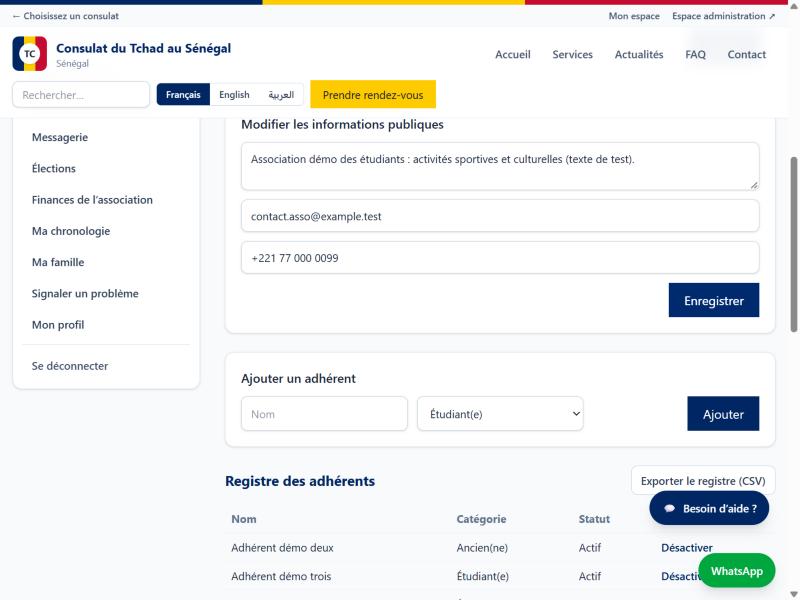 ← Choisissez un consulat
Mon espace
Espace administration ↗
TC
Consulat du Tchad au Sénégal
Sénégal
Accueil
Services
Actualités
FAQ
Contact
Rechercher...
Français
English
العربية
Prendre rendez-vous
Messagerie
Élections
Finances de l'association
Ma chronologie
Ma famille
Signaler un problème
Mon profil
Se déconnecter
Modifier les informations publiques
Association démo des étudiants : activités sportives et culturelles (texte de test).
contact.asso@example.test
+221 77 000 0099
Enregistrer
Ajouter un adhérent
Nom
Étudiant(e)
Ajouter
Registre des adhérents
Exporter le registre (CSV)
Besoin d'aide ?
Nom Catégorie Statut
Adhérent démo deux Ancien(ne) Actif Désactiver
Adhérent démo trois Étudiant(e) Actif
WhatsApp